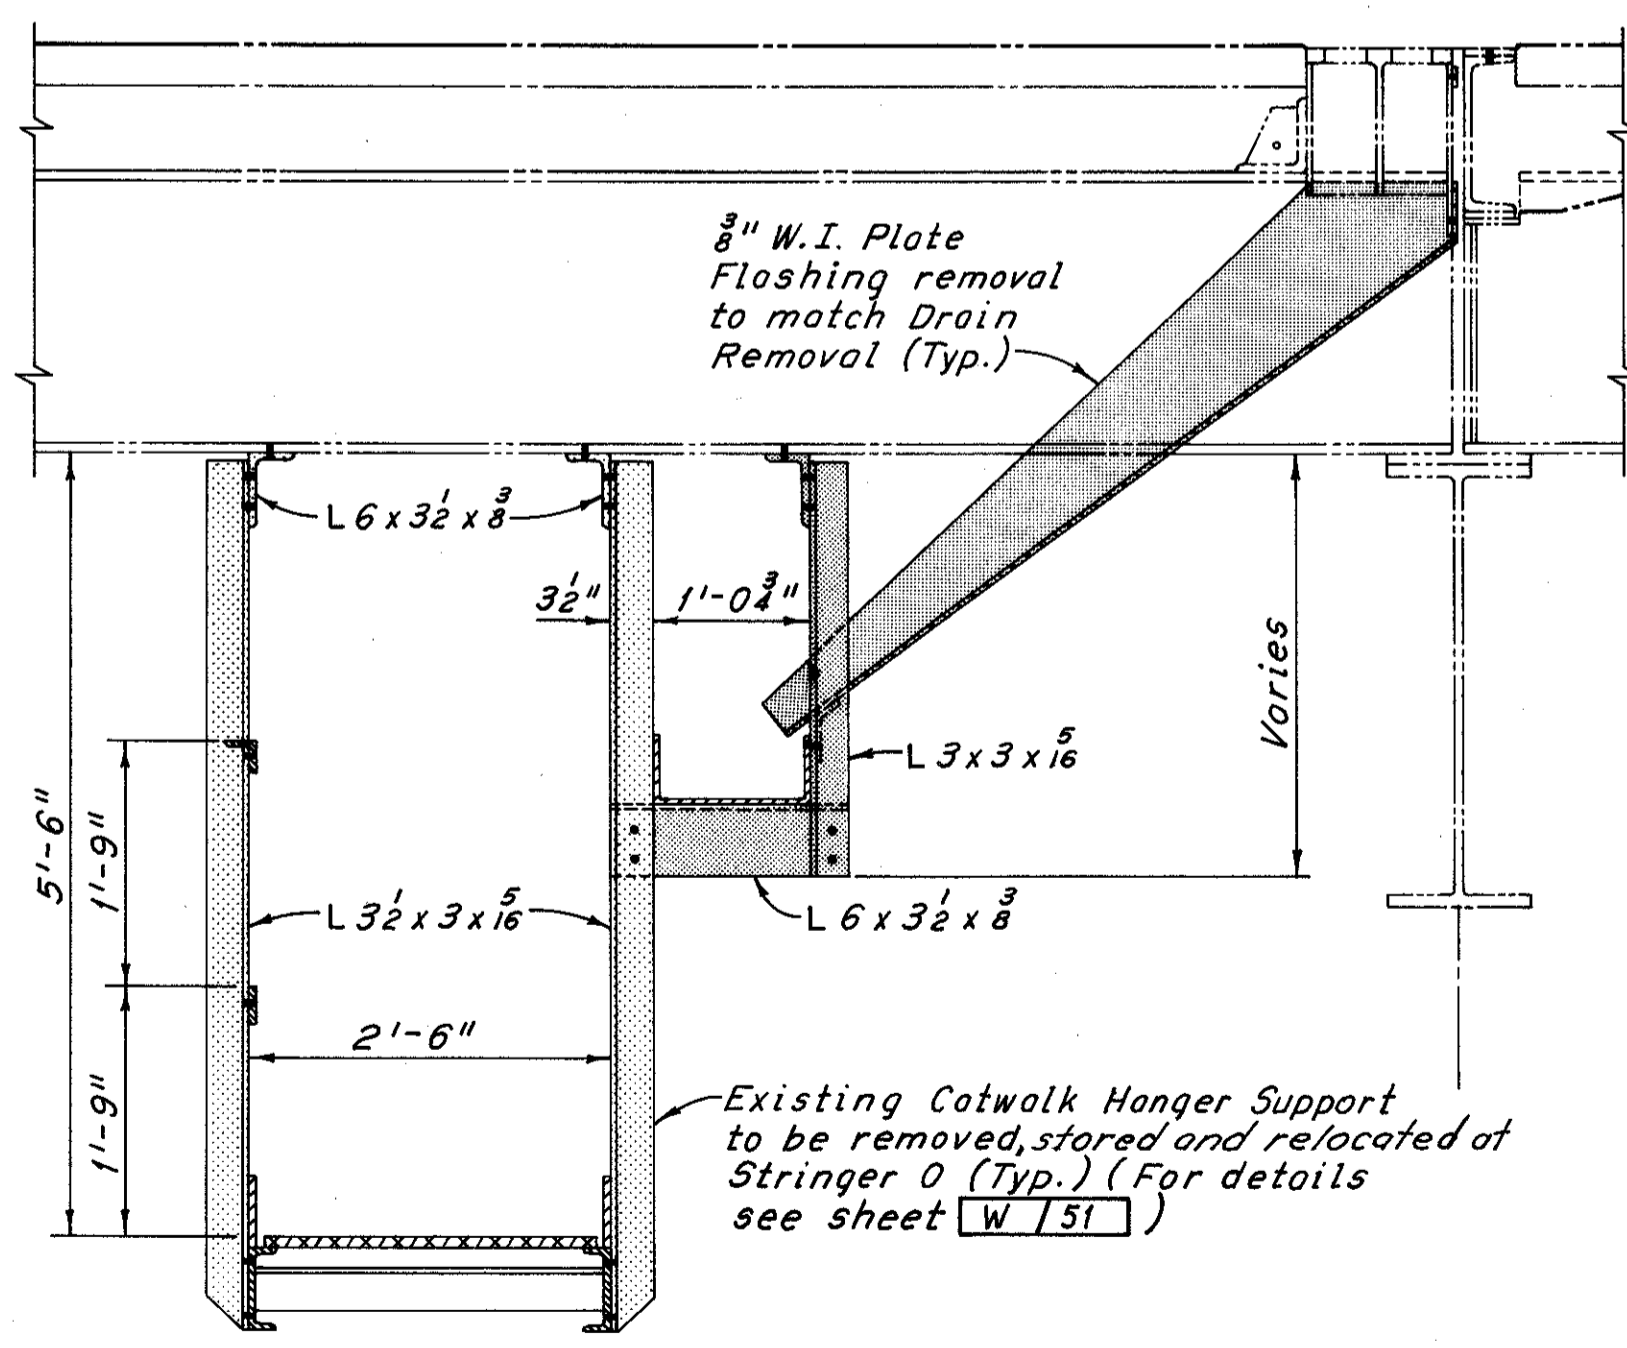 3/8" W.I. Plate
Flashing removal
to match Drain
Removal (Typ.)
L 6 x 3 1/2 x 3/8
3 1/2"
1'-0 3/4"
Varies
L 3 x 3 x 5/16
5'-6"
1'-9"
L 3 1/2 x 3 x 5/16
L 6 x 3 1/2 x 3/8
2'-6"
1'-9"
Existing Catwalk Hanger Support
to be removed, stored and relocated at
Stringer 0 (Typ.) (For details
see sheet W / 51 )